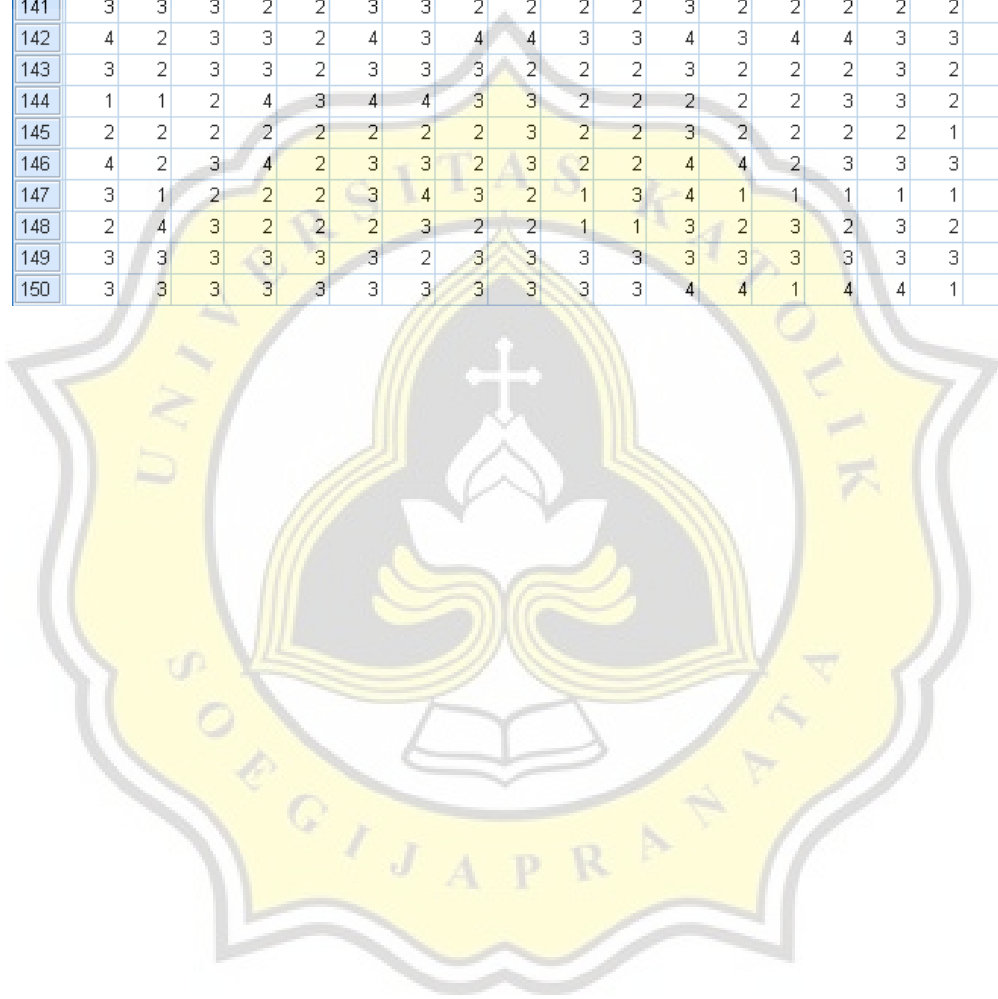 141 3 3 3 2 2 3 3 2 2 2 2 3 2 2 2 2 2
142 4 2 3 3 2 4 3 4 4 3 3 4 3 4 4 3 3
143 3 2 3 3 2 3 3 3 2 2 2 3 2 2 2 3 2
144 1 1 2 4 3 4 4 3 3 2 2 2 2 2 3 3 2
145 2 2 2 2 2 2 2 2 3 2 2 3 2 2 2 2 1
146 4 2 3 4 2 3 3 2 3 2 2 4 4 2 3 3 3
147 3 1 2 2 2 3 4 3 2 1 3 4 1 1 1 1 1
148 2 4 3 2 2 2 3 2 2 1 1 3 2 3 2 3 2
149 3 3 3 3 3 3 2 3 3 3 3 3 3 3 3 3 3
150 3 3 3 3 3 3 3 3 3 3 3 4 4 1 4 4 1
UNIVERSITAS KATOLIK
SOEGIJAPRANATA